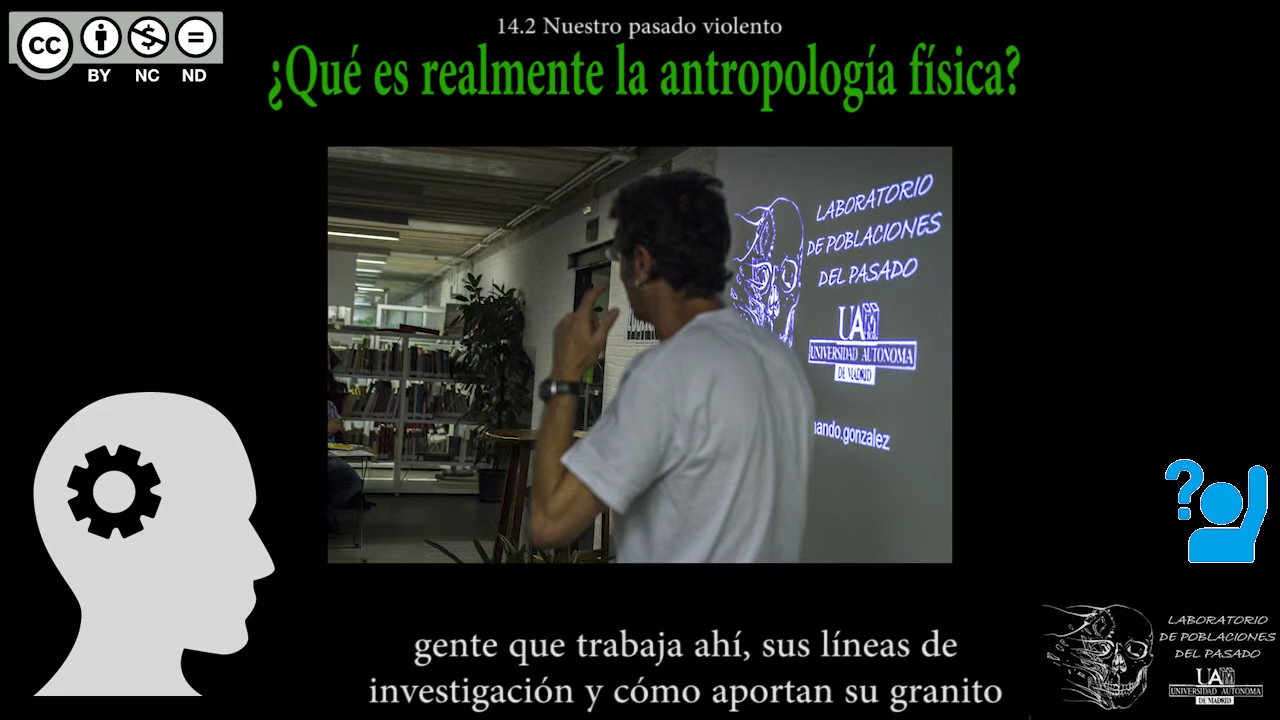 14.2 Nuestro pasado violento
¿Qué es realmente la antropología física?
CC
BY NC ND
LABORATORIO
DE POBLACIONES
DEL PASADO
UAM
UNIVERSIDAD AUTONOMA
DE MADRID
nando.gonzalez
gente que trabaja ahí, sus líneas de
investigación y cómo aportan su granito
LABORATORIO
DE POBLACIONES
DEL PASADO
UAM
UNIVERSIDAD AUTONOMA
DE MADRID